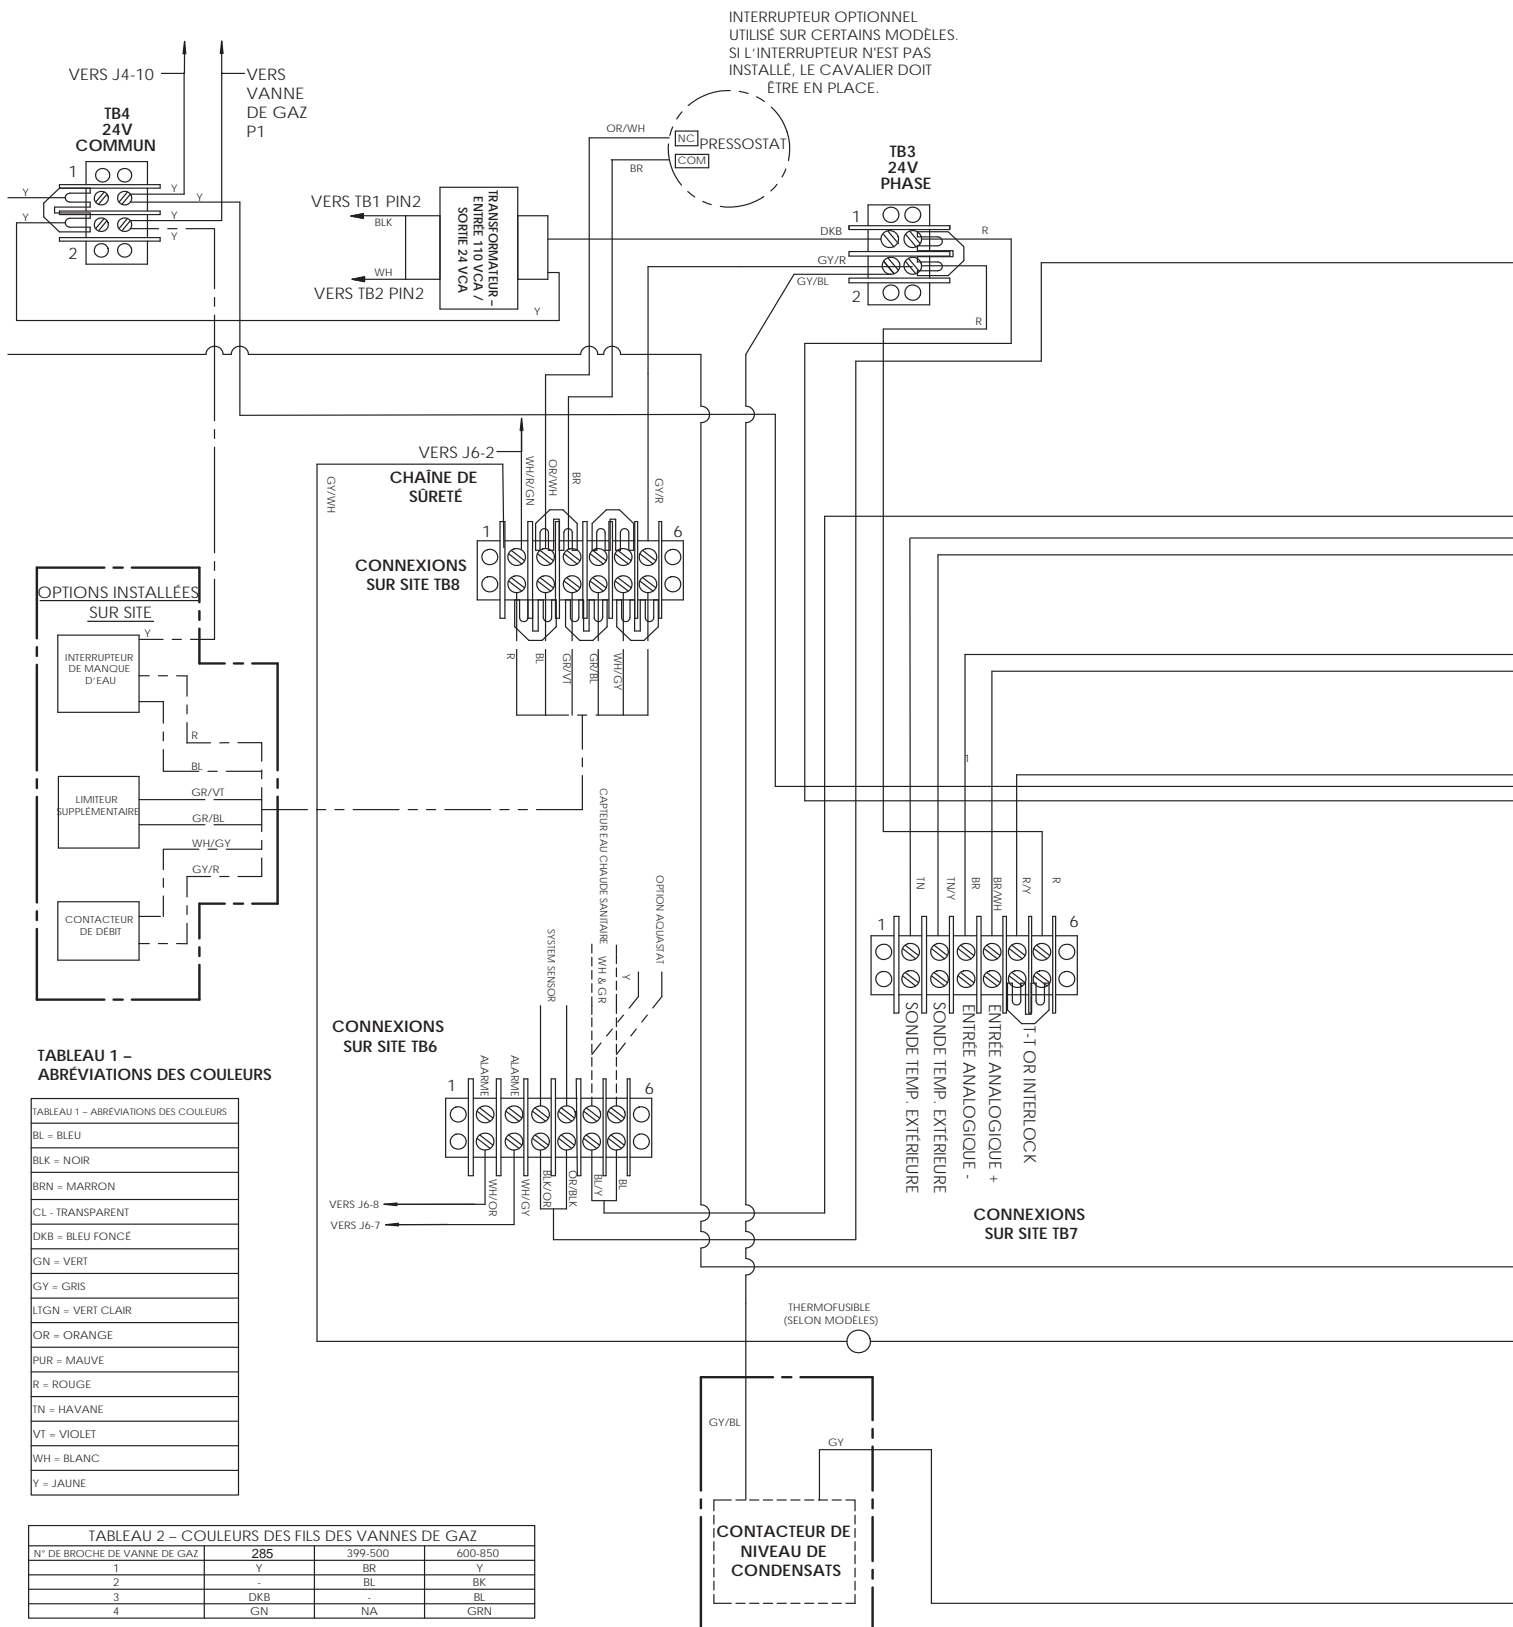 INTERRUPTEUR OPTIONNEL
UTILISÉ SUR CERTAINS MODÈLES.
SI L'INTERRUPTEUR N'EST PAS
INSTALLÉ, LE CAVALIER DOIT
ÊTRE EN PLACE.
VERS J4-10
VERS
VANNE
DE GAZ
P1
TB4
24V
COMMUN
1
2
Y
Y
Y
Y
Y
Y
OR/WH
BR
NC
COM
PRESSOSTAT
TB3
24V
PHASE
1
2
DKB
GY/R
GY/BL
R
R
VERS TB1 PIN2
BLK
WH
VERS TB2 PIN2
TRANSFORMATEUR -
ENTRÉE 110 VCA /
SORTIE 24 VCA
Y
VERS J6-2
CHAÎNE DE
SÛRETÉ
GY/WH
WH/R/GN
OR/WH
BR
GY/R
1
6
CONNEXIONS
SUR SITE TB8
R
BL
GR/VT
GR/BL
WH/GY
OPTIONS INSTALLÉES
SUR SITE
Y
INTERRUPTEUR
DE MANQUE
D'EAU
R
BL
LIMITEUR
SUPPLÉMENTAIRE
GR/VT
GR/BL
WH/GY
GY/R
CONTACTEUR
DE DÉBIT
1
TN
TN/Y
BR
BR/WH
R/Y
R
1
6
SONDE TEMP. EXTÉRIEURE
SONDE TEMP. EXTÉRIEURE
ENTRÉE ANALOGIQUE -
ENTRÉE ANALOGIQUE +
T-T OR INTERLOCK
CONNEXIONS
SUR SITE TB7
SYSTEM SENSOR
CAPTEUR EAU CHAUDE SANITAIRE WH & GR
Y
OPTION AQUASTAT
CONNEXIONS
SUR SITE TB6
ALARME
ALARME
1
6
WH/OR
WH/GY
BLK/OR
OR/BLK
BL/Y
BL
VERS J6-8
VERS J6-7
TABLEAU 1 –
ABRÉVIATIONS DES COULEURS
TABLEAU 1 – ABRÉVIATIONS DES COULEURS
BL = BLEU
BLK = NOIR
BRN = MARRON
CL - TRANSPARENT
DKB = BLEU FONCÉ
GN = VERT
GY = GRIS
LTGN = VERT CLAIR
OR = ORANGE
PUR = MAUVE
R = ROUGE
TN = HAVANE
VT = VIOLET
WH = BLANC
Y = JAUNE
THERMOFUSIBLE
(SELON MODÈLES)
GY/BL
GY
CONTACTEUR DE
NIVEAU DE
CONDENSATS
TABLEAU 2 – COULEURS DES FILS DES VANNES DE GAZ
N° DE BROCHE DE VANNE DE GAZ 285 399-500 600-850
1 Y BR Y
2 - BL BK
3 DKB - BL
4 GN NA GRN